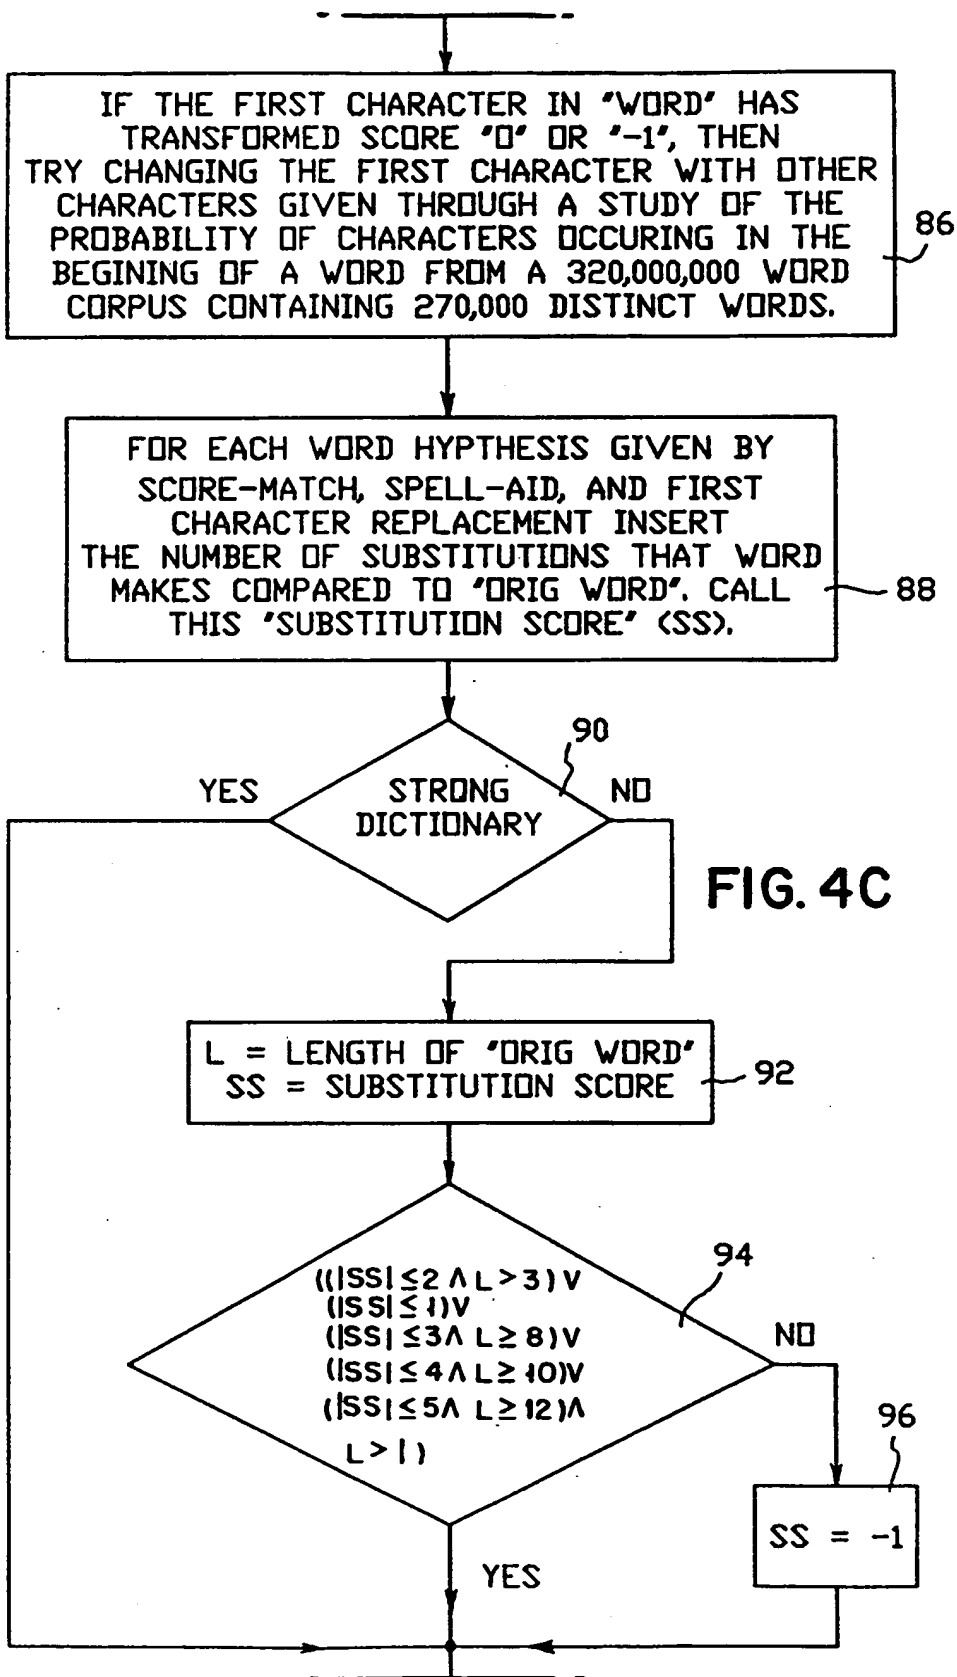 IF THE FIRST CHARACTER IN "WORD" HAS
TRANSFORMED SCORE "0" OR "-1", THEN
TRY CHANGING THE FIRST CHARACTER WITH OTHER
CHARACTERS GIVEN THROUGH A STUDY OF THE
PROBABILITY OF CHARACTERS OCCURING IN THE
BEGINING OF A WORD FROM A 320,000,000 WORD
CORPUS CONTAINING 270,000 DISTINCT WORDS.
86
FOR EACH WORD HYPTHESIS GIVEN BY
SCORE-MATCH, SPELL-AID, AND FIRST
CHARACTER REPLACEMENT INSERT
THE NUMBER OF SUBSTITUTIONS THAT WORD
MAKES COMPARED TO "ORIG WORD". CALL
THIS "SUBSTITUTION SCORE" (SS).
88
90
YES
STRONG
DICTIONARY
NO
FIG. 4C
L = LENGTH OF "ORIG WORD"
SS = SUBSTITUTION SCORE
92
94
((|SS| ≤ 2 ∧ L > 3) ∨
(|SS| ≤ 1) ∨
(|SS| ≤ 3 ∧ L ≥ 8) ∨
(|SS| ≤ 4 ∧ L ≥ 10) ∨
(|SS| ≤ 5 ∧ L ≥ 12) ∧
L > 1)
NO
96
SS = -1
YES